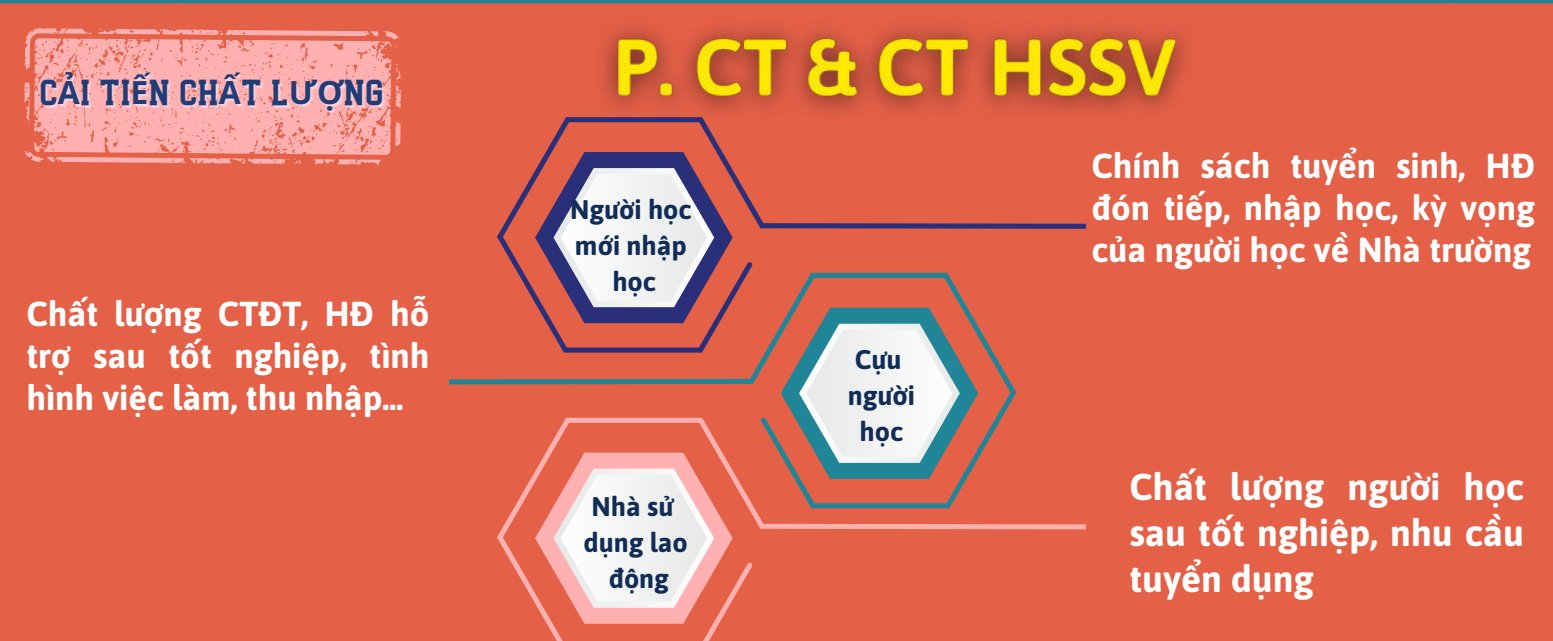 CẢI TIẾN CHẤT LƯỢNG
P. CT & CT HSSV
Người học
mới nhập
học
Chính sách tuyển sinh, HĐ
đón tiếp, nhập học, kỳ vọng
của người học về Nhà trường
Chất lượng CTĐT, HĐ hỗ
trợ sau tốt nghiệp, tình
hình việc làm, thu nhập...
Cựu
người
học
Nhà sử
dụng lao
động
Chất lượng người học
sau tốt nghiệp, nhu cầu
tuyển dụng